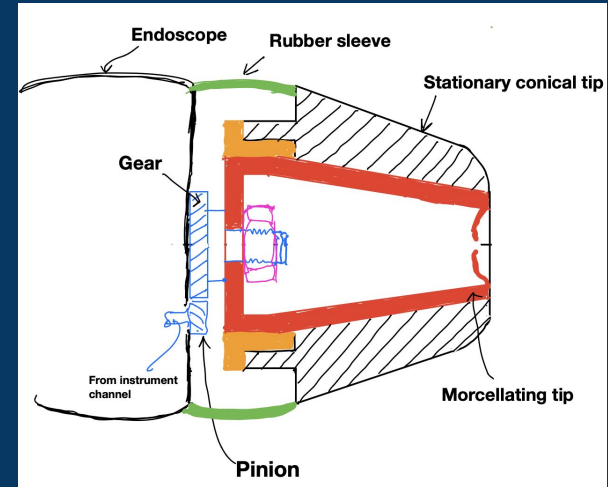 Endoscope
Rubber sleeve
Stationary conical tip
Gear
From instrument
channel
Morcellating tip
Pinion